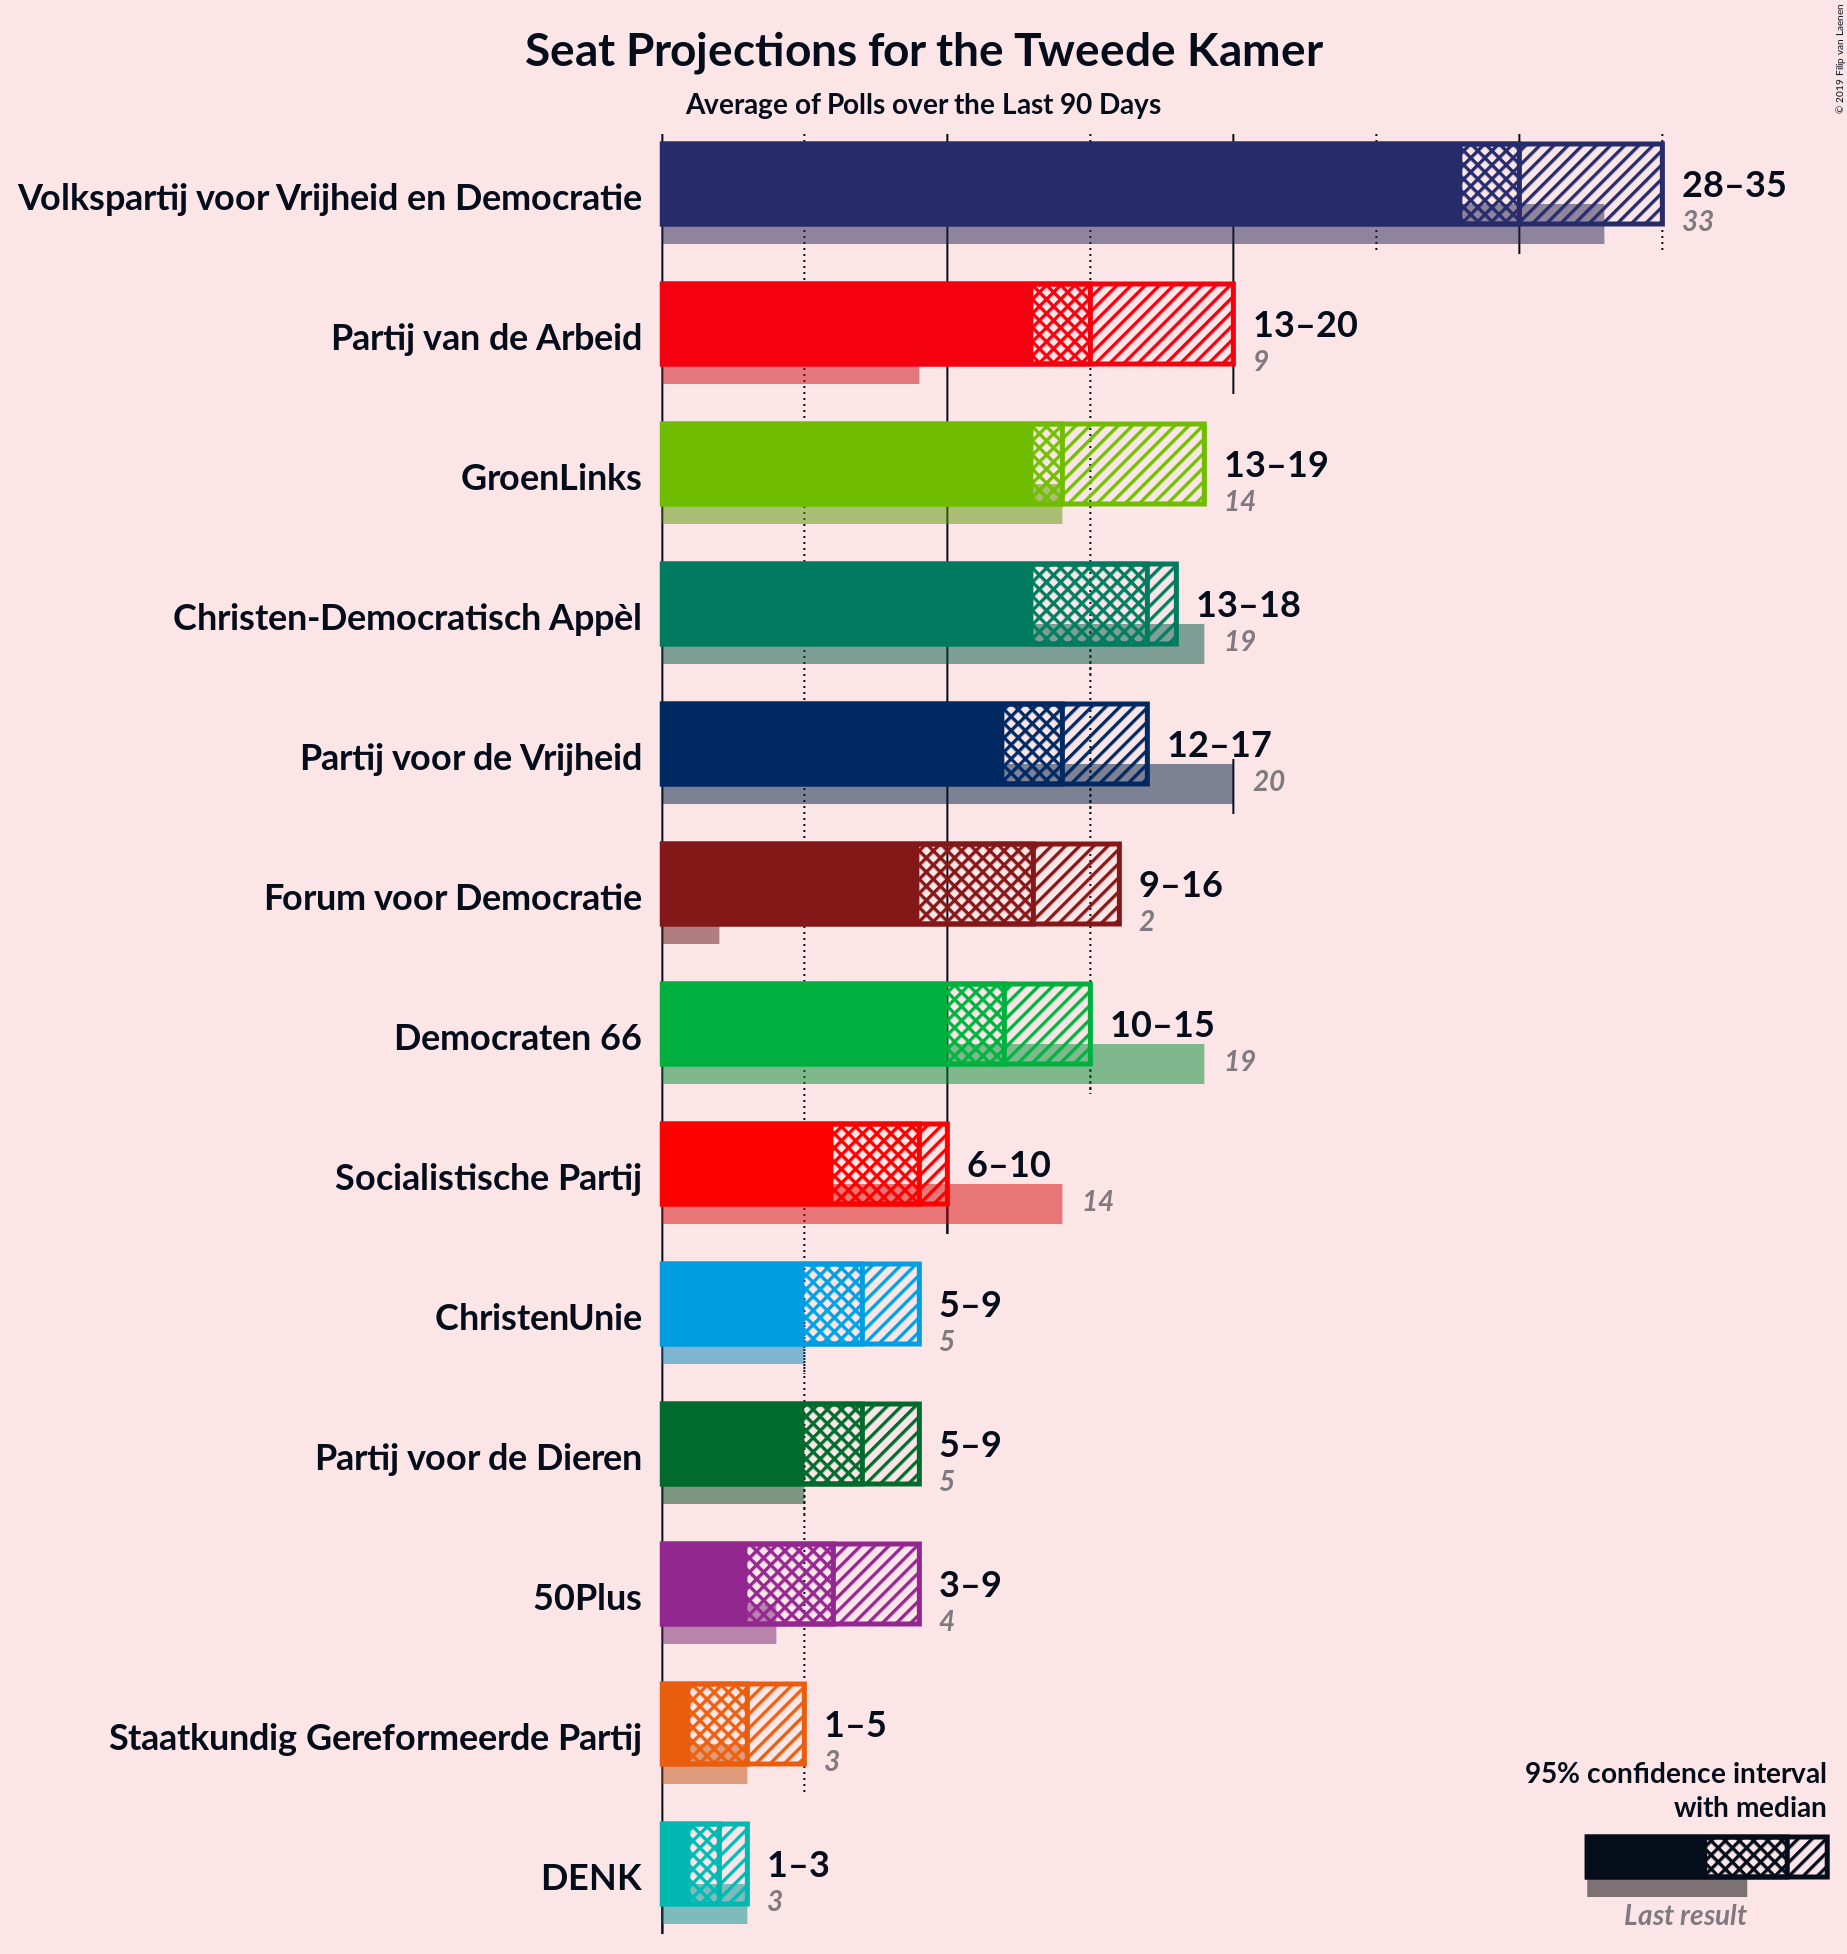 © 2019 Filip van Laenen
Seat Projections for the Tweede Kamer
Average of Polls over the Last 90 Days
Volkspartij voor Vrijheid en Democratie
28–35
33
Partij van de Arbeid
13–20
9
GroenLinks
13–19
14
Christen-Democratisch Appèl
13–18
19
Partij voor de Vrijheid
12–17
20
Forum voor Democratie
9–16
2
Democraten 66
10–15
19
Socialistische Partij
6–10
14
ChristenUnie
5–9
5
Partij voor de Dieren
5–9
5
50Plus
3–9
4
Staatkundig Gereformeerde Partij
1–5
3
DENK
1–3
3
95% confidence interval
with median
Last result